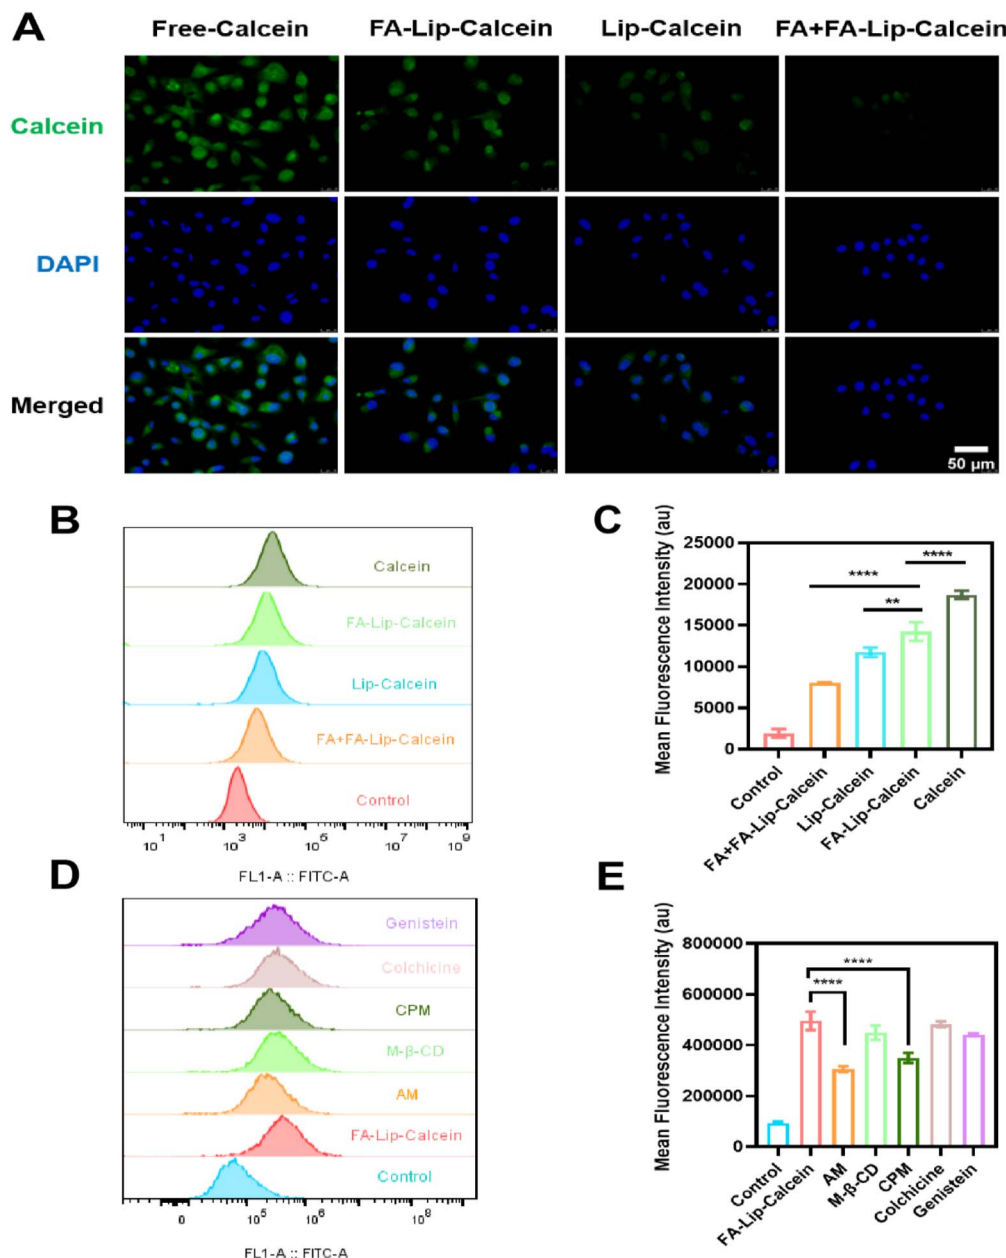 A
Free-Calcein FA-Lip-Calcein Lip-Calcein FA+FA-Lip-Calcein
Calcein
DAPI
Merged
50 μm
B
Calcein
FA-Lip-Calcein
Lip-Calcein
FA+FA-Lip-Calcein
Control
10^1 10^3 10^5 10^7 10^9
FL1-A :: FITC-A
C
Mean Fluorescence Intensity (au)
25000
20000
15000
10000
5000
0
****
****
**
Control
FA+FA-Lip-Calcein
Lip-Calcein
FA-Lip-Calcein
Calcein
D
Genistein
Colchicine
CPM
M-β-CD
AM
FA-Lip-Calcein
Control
0 10^5 10^6 10^8
FL1-A :: FITC-A
E
Mean Fluorescence Intensity (au)
800000
600000
400000
200000
0
****
****
Control
FA-Lip-Calcein
AM
M-β-CD
CPM
Colchicine
Genistein